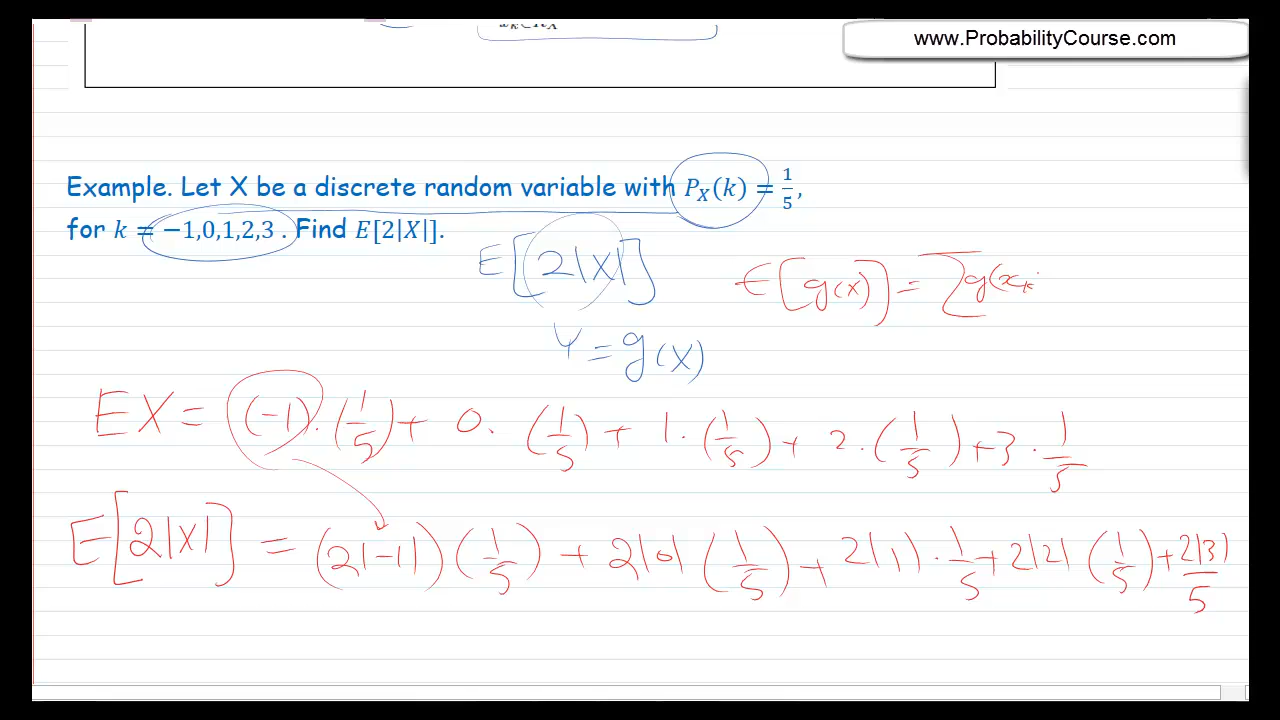 www.ProbabilityCourse.com
Example. Let X be a discrete random variable with P_X(k) = 1/5,
for k = −1,0,1,2,3 . Find E[2|X|].
E[2|X|]
E[g(X)] = ∑g(x_k
Y = g(X)
EX = (-1)·(1/5) + 0·(1/5) + 1·(1/5) + 2·(1/5) + 3·1/5
E[2|X|] = (2|-1|)(1/5) + 2|0|(1/5) + 2|1|·1/5 + 2|2|(1/5) + 2|3|/5